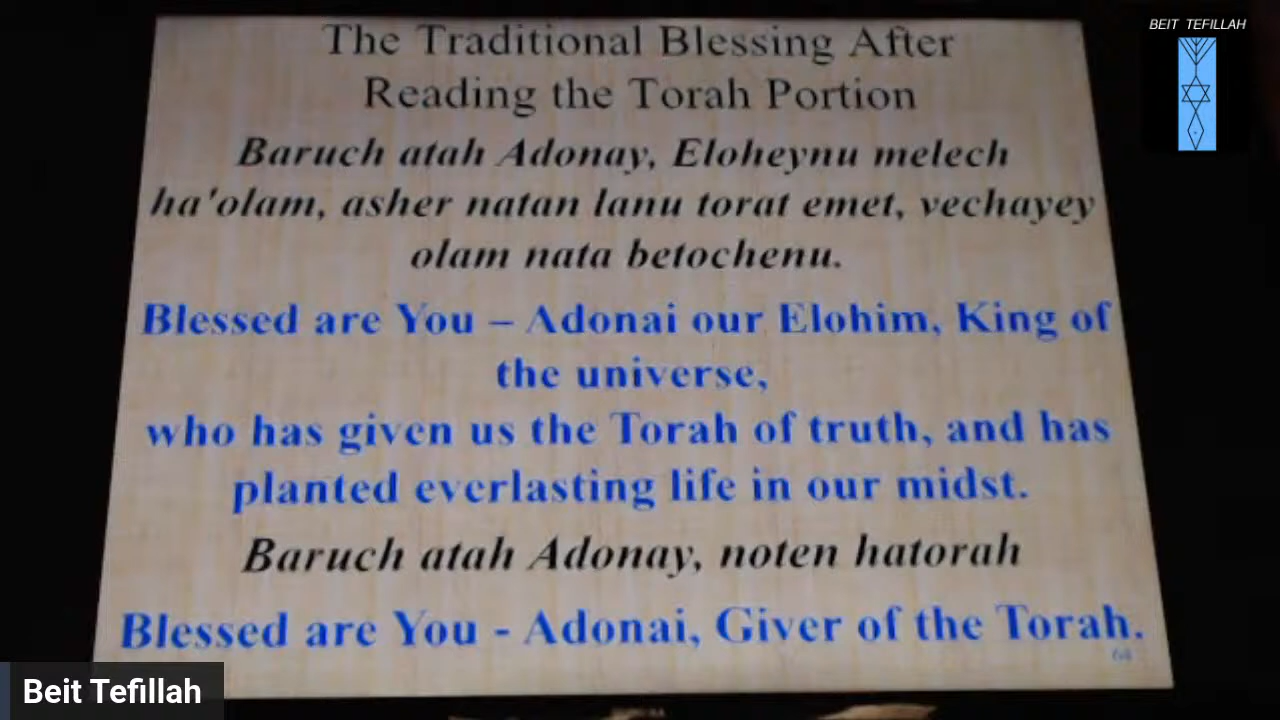 The Traditional Blessing After
Reading the Torah Portion
Baruch atah Adonay, Eloheynu melech
ha'olam, asher natan lanu torat emet, vechayey
olam nata betochenu.
Blessed are You – Adonai our Elohim, King of
the universe,
who has given us the Torah of truth, and has
planted everlasting life in our midst.
Baruch atah Adonay, noten hatorah
Blessed are You - Adonai, Giver of the Torah.
BEIT TEFILLAH
Beit Tefillah